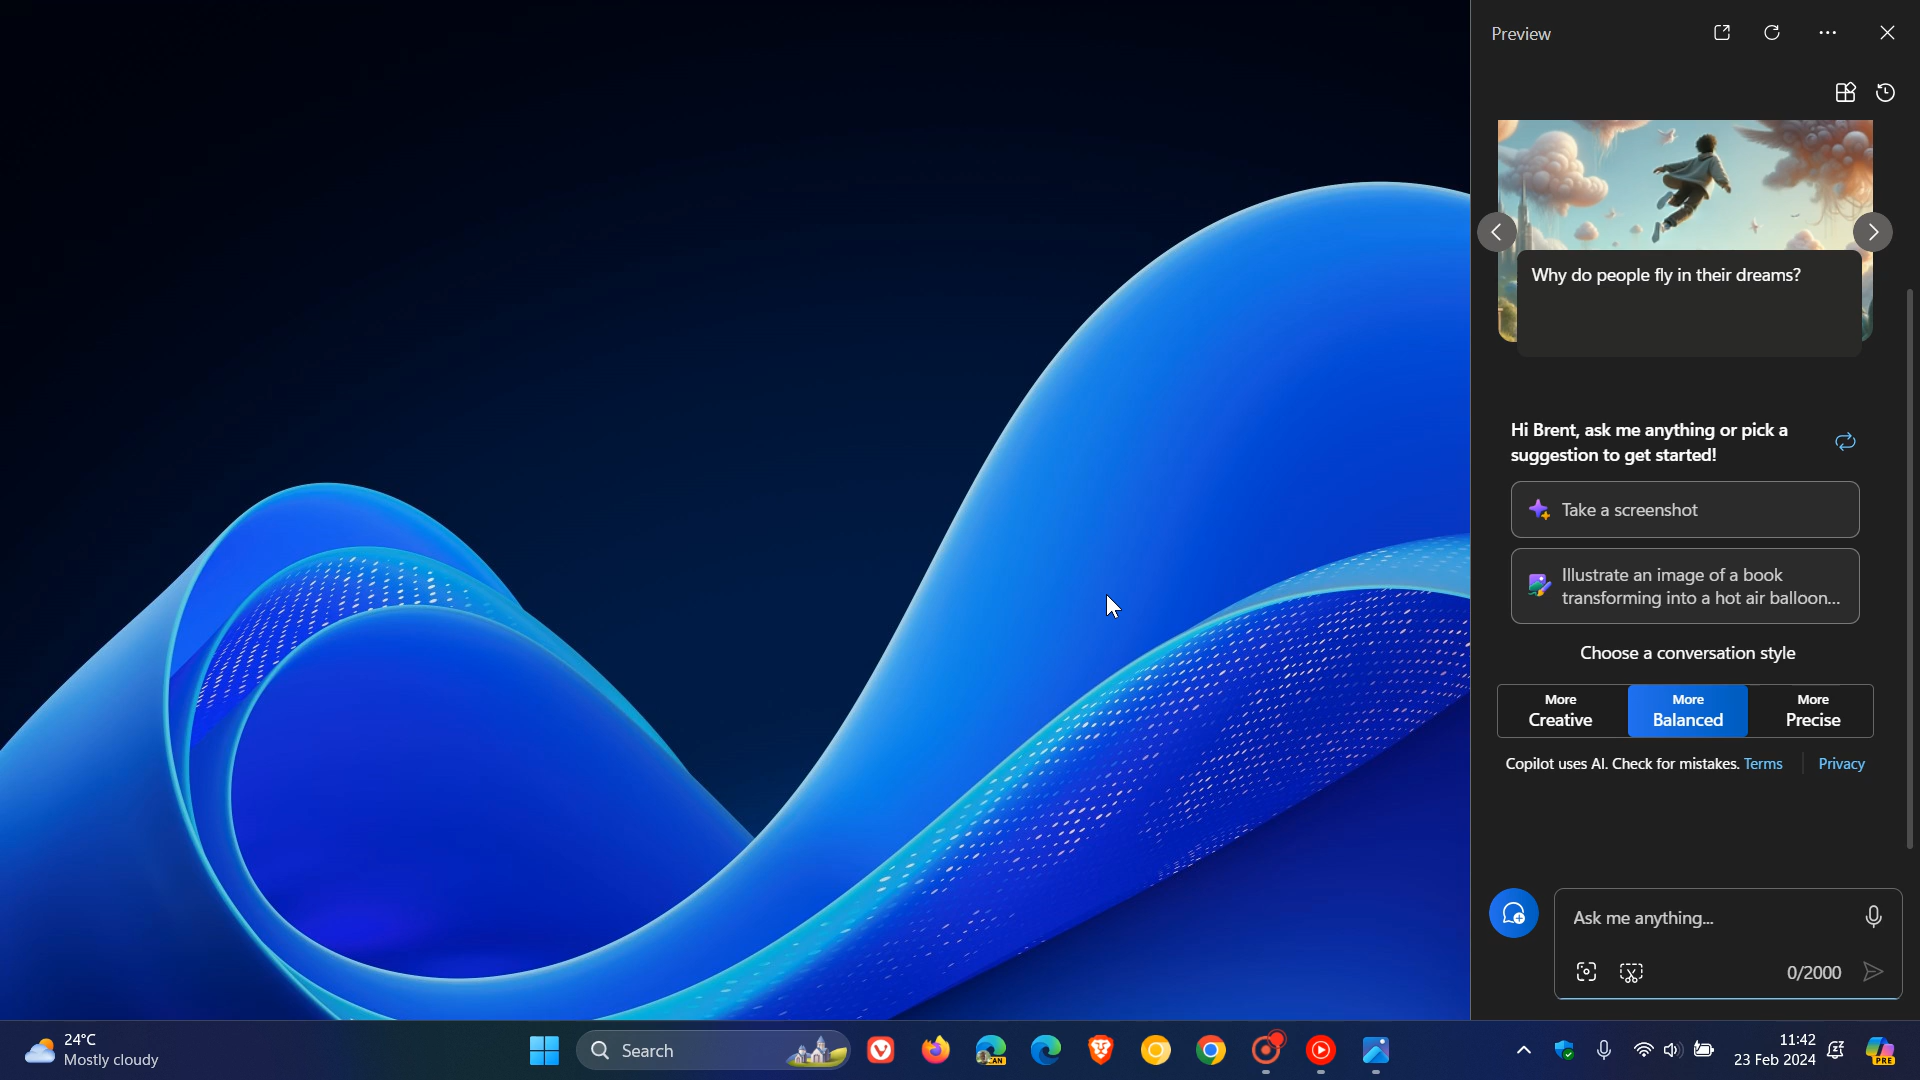 Preview
Why do people fly in their dreams?
Hi Brent, ask me anything or pick a
suggestion to get started!
Take a screenshot
Illustrate an image of a book
transforming into a hot air balloon...
Choose a conversation style
More
Creative
More
Balanced
More
Precise
Copilot uses AI. Check for mistakes. Terms
Privacy
Ask me anything...
0/2000
24°C
Mostly cloudy
Search
CAN
11:42
23 Feb 2024
PRE